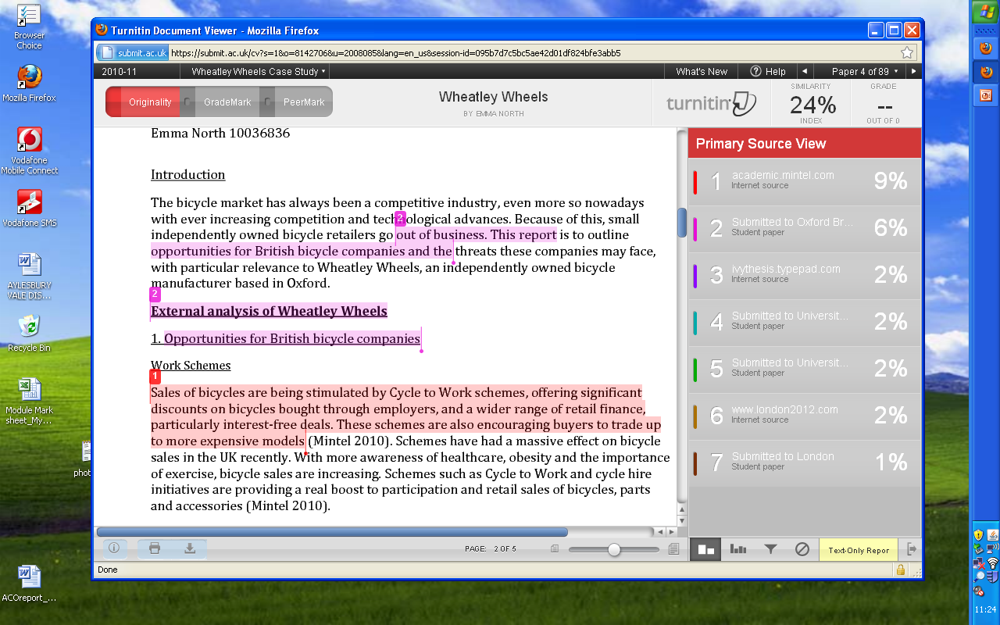 Browser
Choice
Mozilla Firefox
Vodafone
Mobile Connect
Vodafone SMS
AYLESBURY
VALE DIS...
Recycle Bin
Module Mark
sheet_My...
phot
ACOreport_...
Turnitin Document Viewer - Mozilla Firefox
submit.ac.uk https://submit.ac.uk/cv?s=1&o=8142706&u=2008085&lang=en_us&session-id=095b7d7c5bc5ae42d01df824bfe3abb5
2010-11 Wheatley Wheels Case Study What's New ? Help Paper 4 of 89
Originality GradeMark PeerMark
Wheatley Wheels
BY EMMA NORTH
turnitin
SIMILARITY
24%
INDEX
GRADE
--
OUT OF 0
Emma North 10036836
Introduction
The bicycle market has always been a competitive industry, even more so nowadays
with ever increasing competition and technological advances. Because of this, small
2
independently owned bicycle retailers go out of business. This report is to outline
opportunities for British bicycle companies and the threats these companies may face,
with particular relevance to Wheatley Wheels, an independently owned bicycle
manufacturer based in Oxford.
2
External analysis of Wheatley Wheels
1. Opportunities for British bicycle companies
Work Schemes
1
Sales of bicycles are being stimulated by Cycle to Work schemes, offering significant
discounts on bicycles bought through employers, and a wider range of retail finance,
particularly interest-free deals. These schemes are also encouraging buyers to trade up
to more expensive models (Mintel 2010). Schemes have had a massive effect on bicycle
sales in the UK recently. With more awareness of healthcare, obesity and the importance
of exercise, bicycle sales are increasing. Schemes such as Cycle to Work and cycle hire
initiatives are providing a real boost to participation and retail sales of bicycles, parts
and accessories (Mintel 2010).
Primary Source View
1 academic.mintel.com 9%
Internet source
2 Submitted to Oxford Br... 6%
Student paper
3 ivythesis.typepad.com 2%
Internet source
4 Submitted to Universit... 2%
Student paper
5 Submitted to Universit... 2%
Student paper
6 www.london2012.com 2%
Internet source
7 Submitted to London 1%
Student paper
PAGE: 2 OF 5
Text-Only Repor
Done
11:24